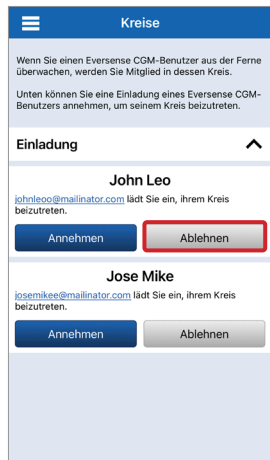 Kreise
Wenn Sie einen Eversense CGM-Benutzer aus der Ferne
überwachen, werden Sie Mitglied in dessen Kreis.
Unten können Sie eine Einladung eines Eversense CGM-
Benutzers annehmen, um seinem Kreis beizutreten.
Einladung
John Leo
johnleoo@mailinator.com lädt Sie ein, ihrem Kreis
beizutreten.
Annehmen Ablehnen
Jose Mike
josemikee@mailinator.com lädt Sie ein, ihrem Kreis
beizutreten.
Annehmen Ablehnen